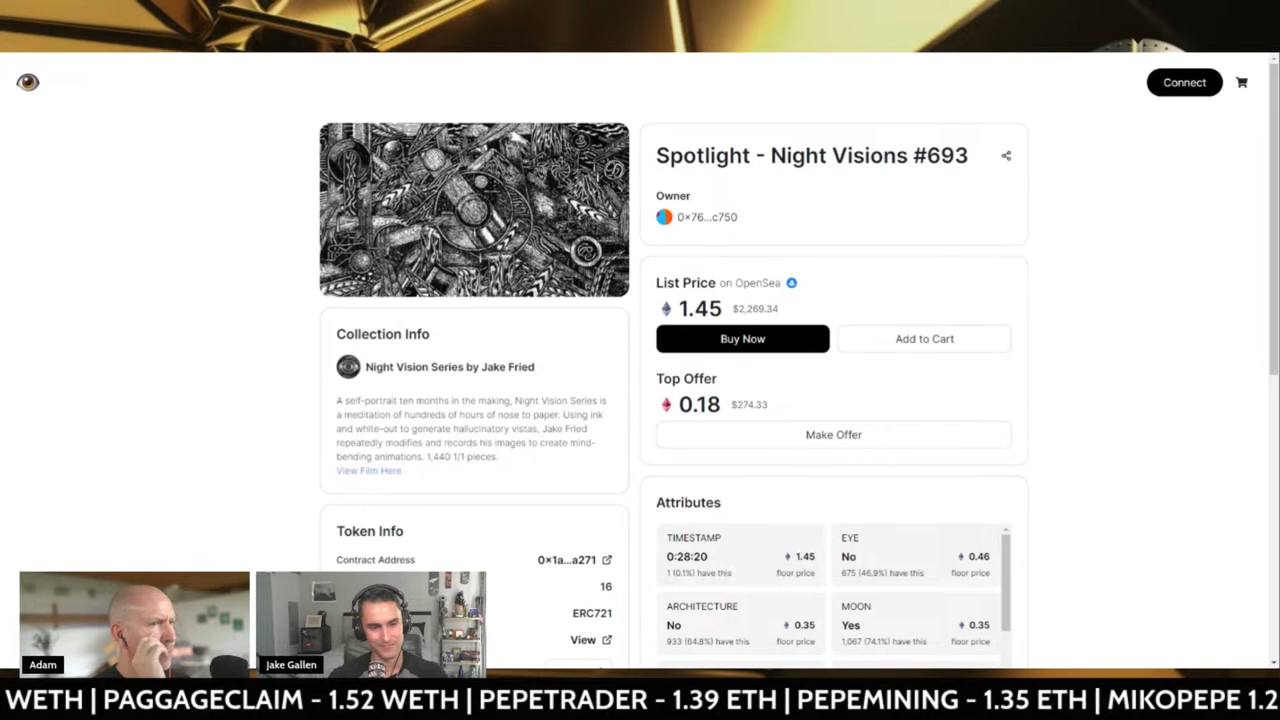 Connect
Spotlight - Night Visions #693
Owner
0x76...c750
List Price on OpenSea
1.45 $2,269.34
Buy Now
Add to Cart
Top Offer
0.18 $274.33
Make Offer
Collection Info
Night Vision Series by Jake Fried
A self-portrait ten months in the making, Night Vision Series is
a meditation of hundreds of hours of nose to paper. Using ink
and white-out to generate hallucinatory vistas, Jake Fried
repeatedly modifies and records his images to create mind-
bending animations. 1,440 1/1 pieces.
View Film Here
Token Info
Contract Address 0x1a...a271
16
ERC721
View
Attributes
TIMESTAMP
0:28:20 1.45
1 (0.1%) have this floor price
EYE
No 0.46
675 (46.9%) have this floor price
ARCHITECTURE
No 0.35
933 (64.8%) have this floor price
MOON
Yes 0.35
1,067 (74.1%) have this floor price
Adam
Jake Gallen
WETH | PAGGAGECLAIM - 1.52 WETH | PEPETRADER - 1.39 ETH | PEPEMINING - 1.35 ETH | MIKOPEPE 1.2